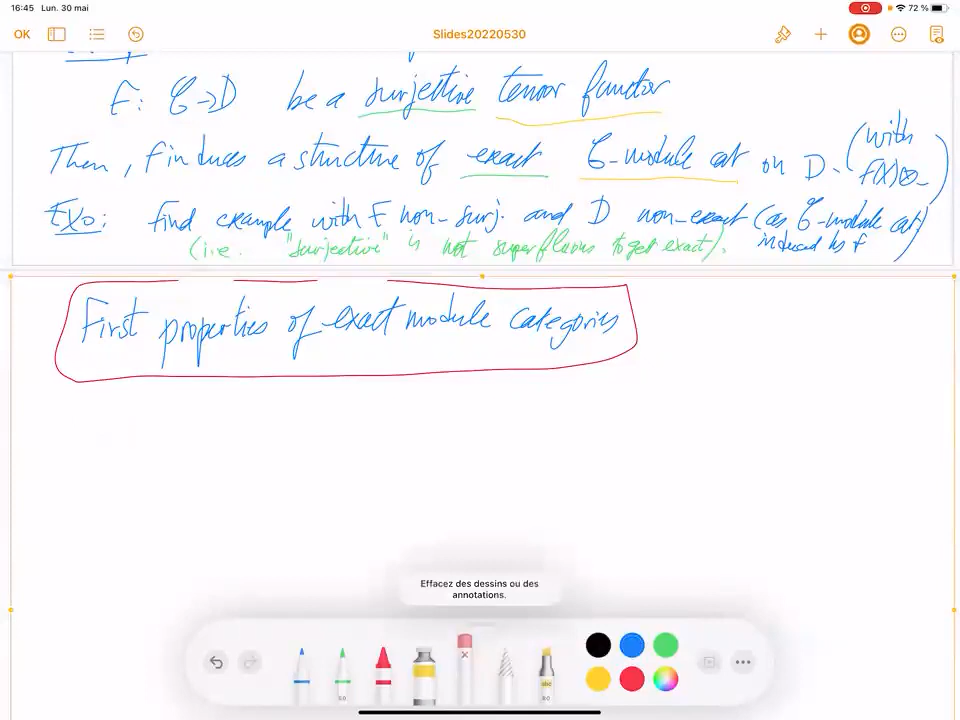 16:45 Lun. 30 mai
72 %
OK
Slides20220530
F: C→D be a surjective tensor functor
Then, F induces a structure of exact C-module cat on D. (with F(X)⊗_)
Exo: find example with F non-surj. and D non-exact (as C-module cat)
induced by F
(i.e. "surjective" is not superfluous to get exact).
First properties of exact module categories
Effacez des dessins ou des
annotations.